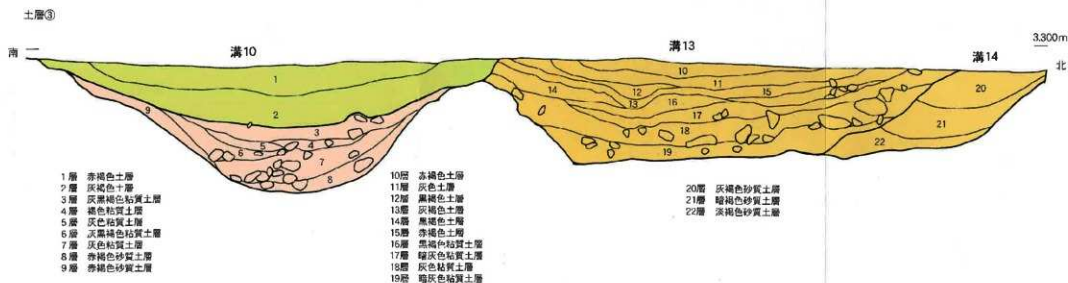 土層③
南
溝10
溝13
3.300m
溝14
北
1
2
3
4
5
6
7
8
9
10
11
12
13
14
15
16
17
18
19
20
21
22
1層 赤褐色土層
2層 灰褐色土層
3層 灰黒褐色粘質土層
4層 褐色粘質土層
5層 灰色粘質土層
6層 灰黒褐色粘質土層
7層 灰色粘質土層
8層 赤褐色砂質土層
9層 赤褐色砂質土層
10層 赤褐色土層
11層 灰色土層
12層 黒褐色土層
13層 灰褐色土層
14層 黒褐色土層
15層 赤褐色土層
16層 黒褐色粘質土層
17層 暗灰色粘質土層
18層 灰色粘質土層
19層 暗灰色粘質土層
20層 灰褐色砂質土層
21層 暗褐色砂質土層
22層 淡褐色砂質土層